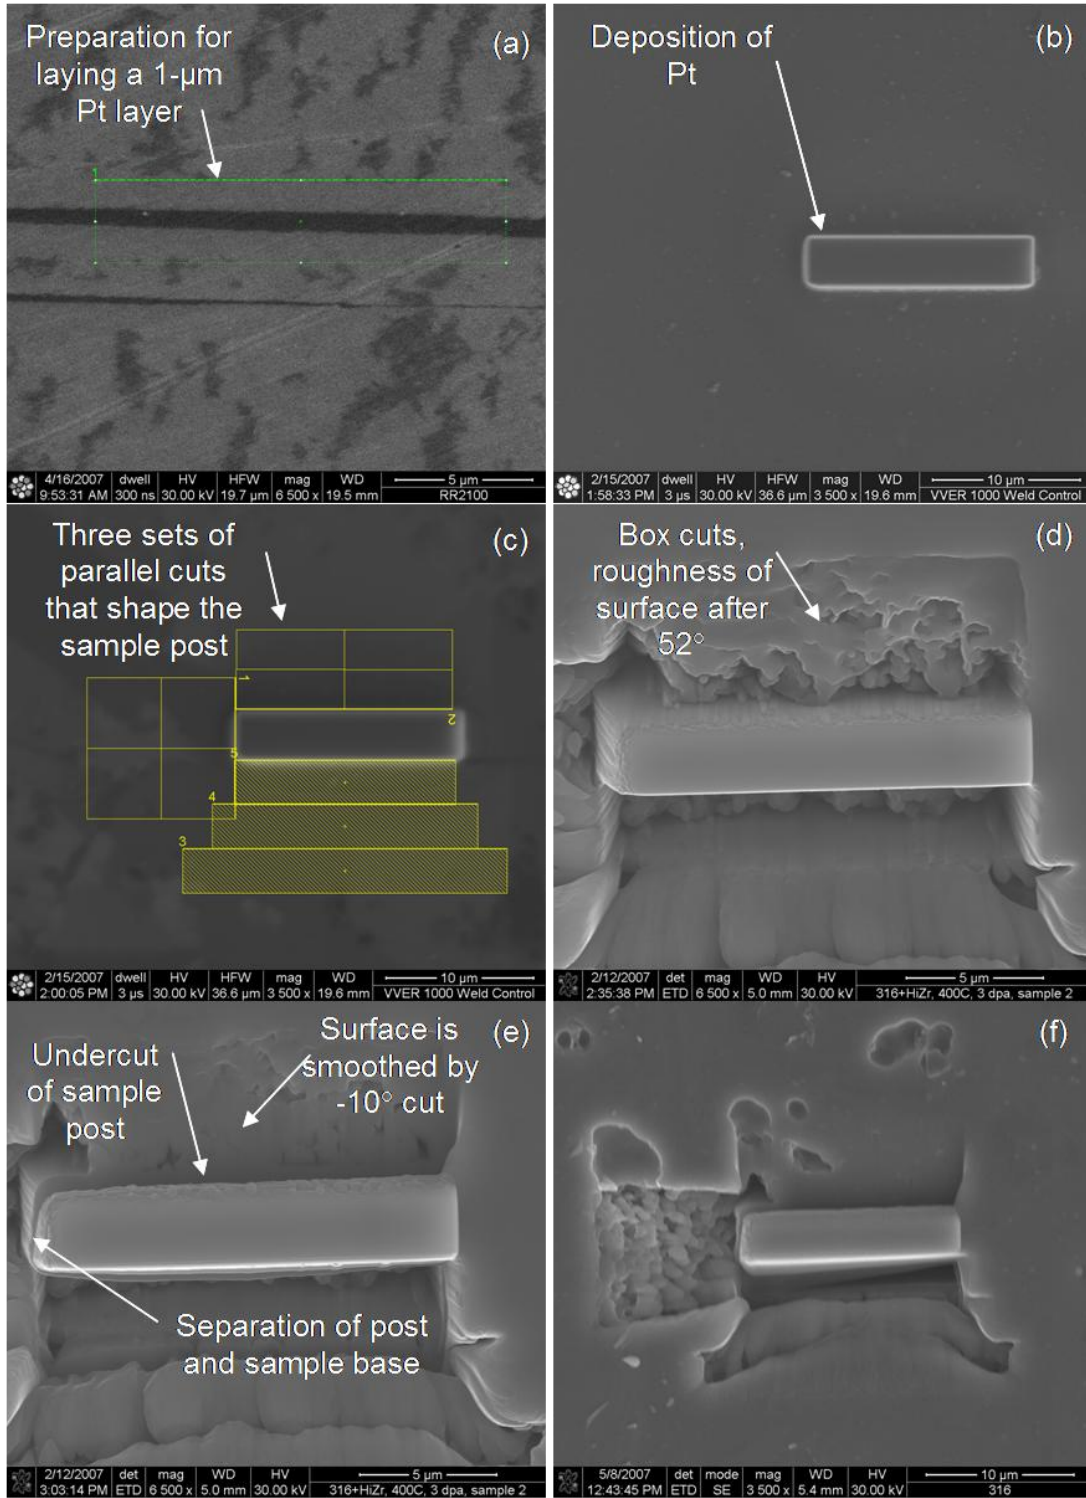 Preparation for
laying a 1-µm
Pt layer
(a)
1
4/16/2007 dwell HV HFW mag WD 5 µm
9:53:31 AM 300 ns 30.00 kV 19.7 µm 6 500 x 19.5 mm RR2100
Deposition of
Pt
(b)
2/15/2007 dwell HV HFW mag WD 10 µm
1:58:33 PM 3 µs 30.00 kV 36.6 µm 3 500 x 19.6 mm VVER 1000 Weld Control
Three sets of
parallel cuts
that shape the
sample post
(c)
1
2
5
4
3
2/15/2007 dwell HV HFW mag WD 10 µm
2:00:05 PM 3 µs 30.00 kV 36.6 µm 3 500 x 19.6 mm VVER 1000 Weld Control
Box cuts,
roughness of
surface after
52°
(d)
2/12/2007 det mag WD HV 5 µm
2:35:38 PM ETD 6 500 x 5.0 mm 30.00 kV 316+HiZr, 400C, 3 dpa, sample 2
Undercut
of sample
post
Surface is
smoothed by
-10° cut
(e)
Separation of post
and sample base
2/12/2007 det mag WD HV 5 µm
3:03:14 PM ETD 6 500 x 5.0 mm 30.00 kV 316+HiZr, 400C, 3 dpa, sample 2
(f)
5/8/2007 det mode mag WD HV 10 µm
12:43:45 PM ETD SE 3 500 x 5.4 mm 30.00 kV 316